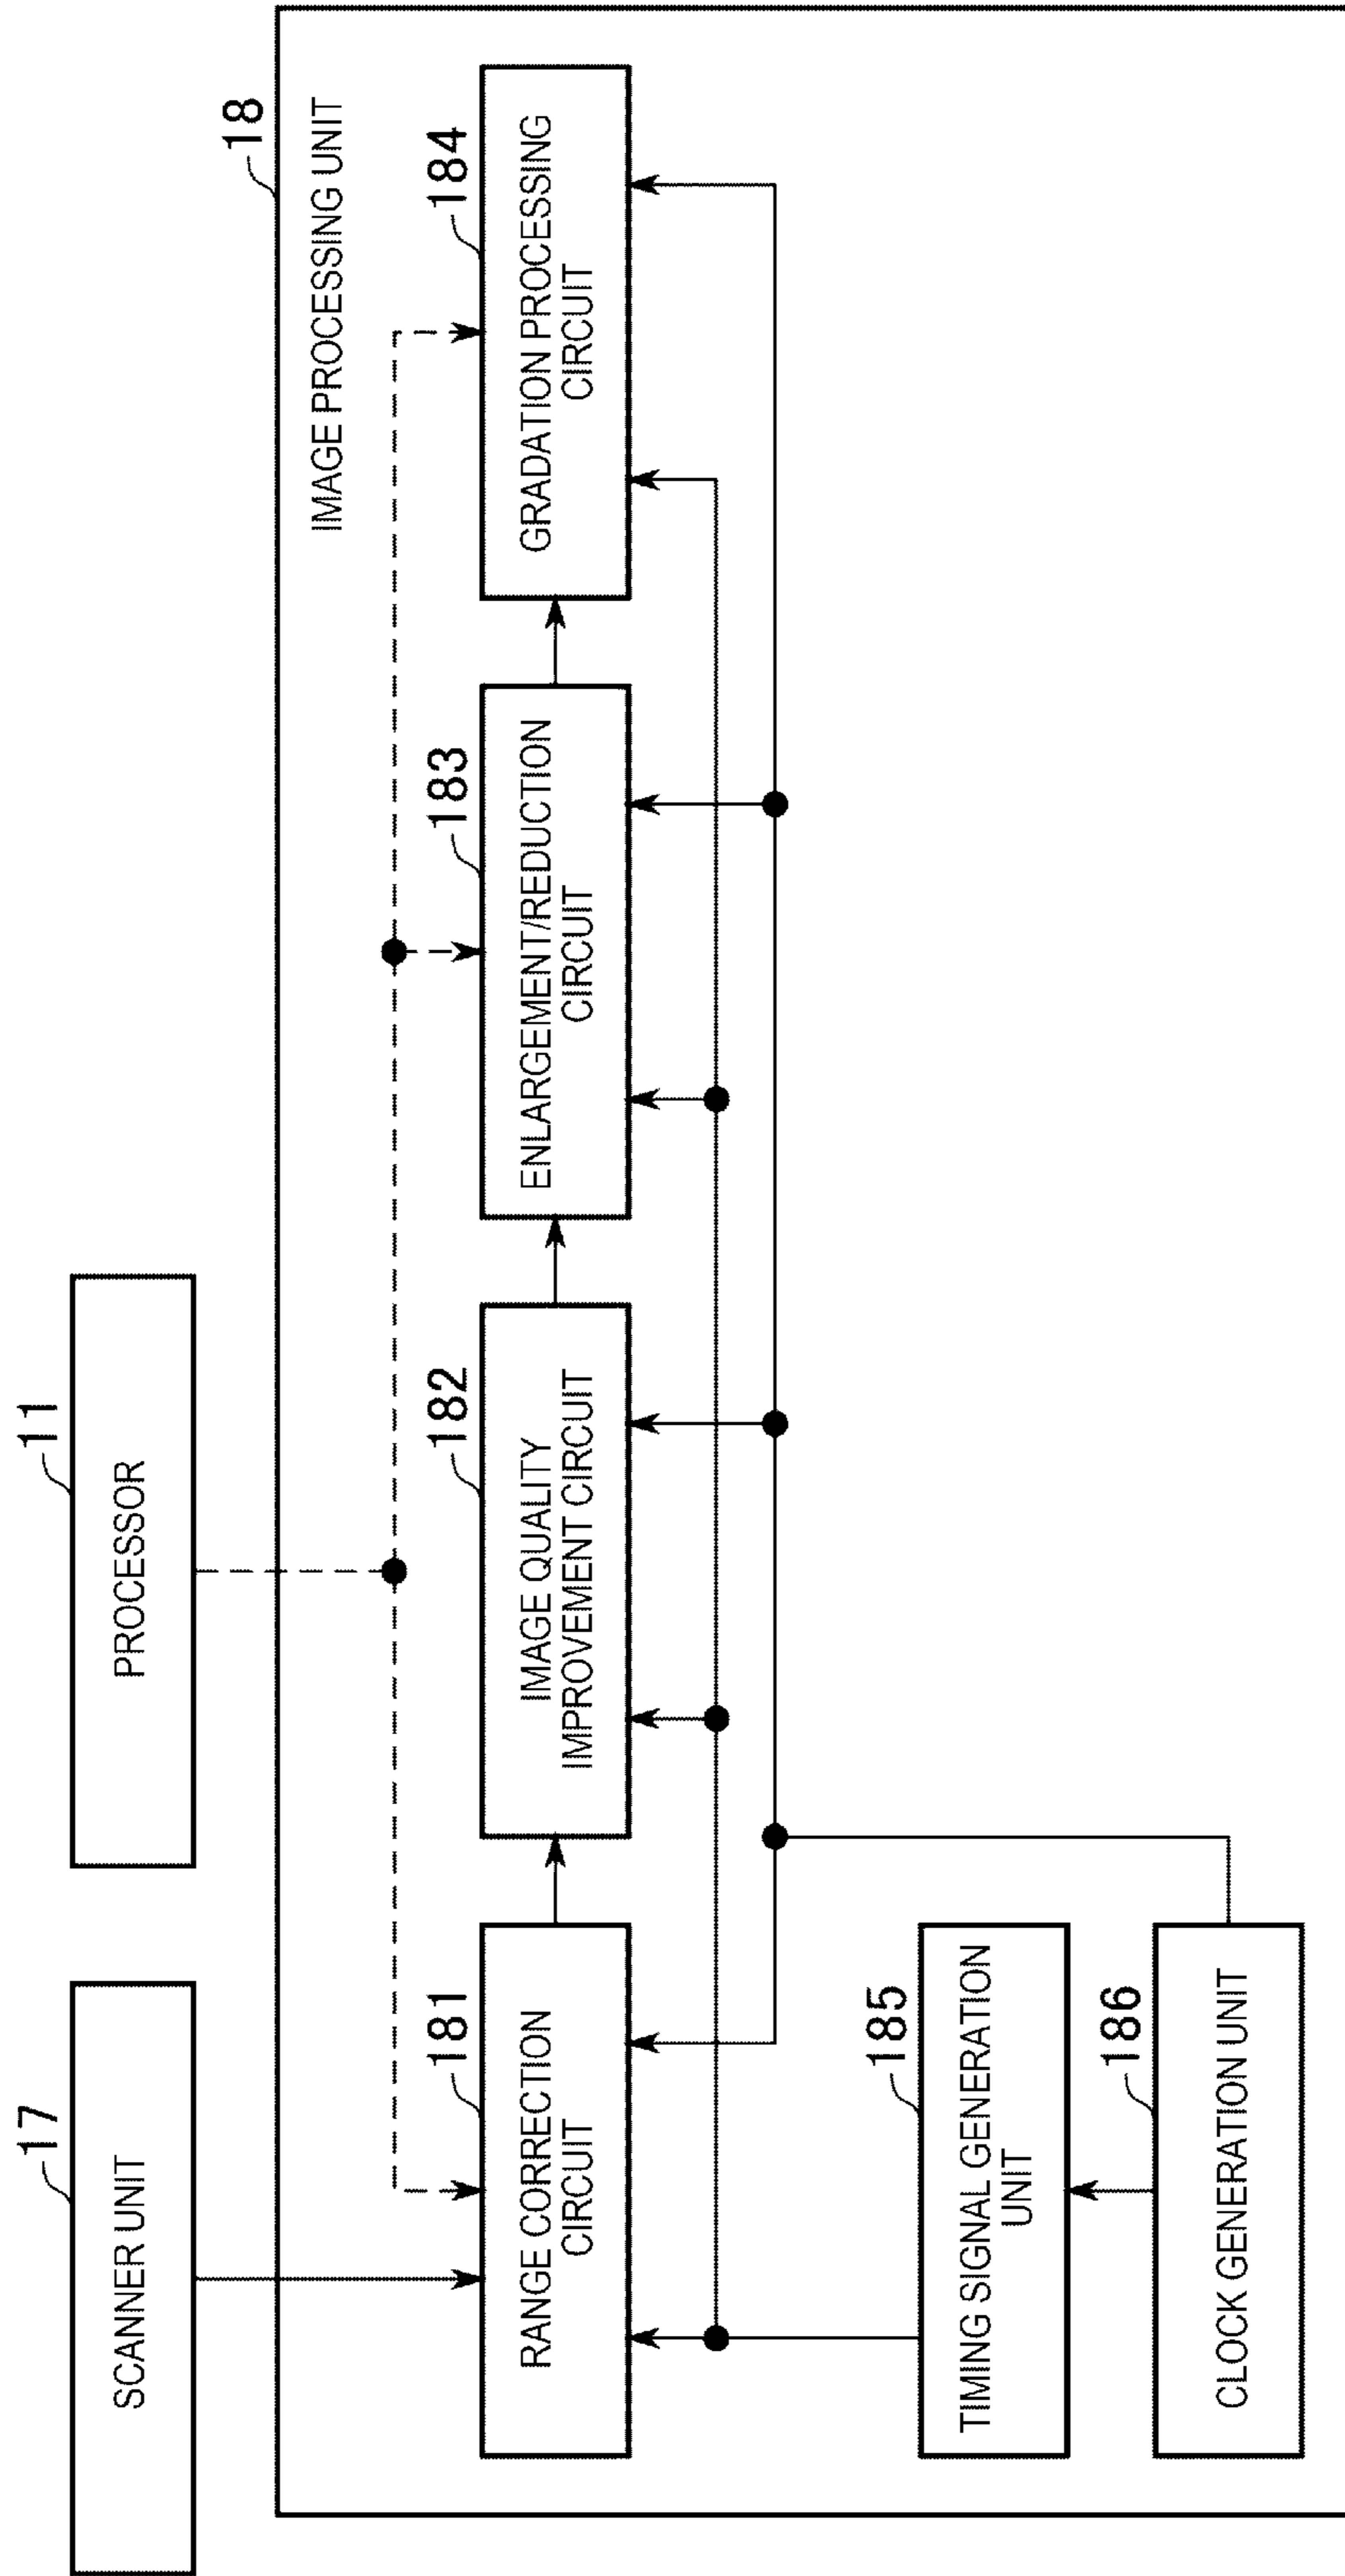 17
SCANNER UNIT
11
PROCESSOR
18
IMAGE PROCESSING UNIT
181
RANGE CORRECTION
CIRCUIT
182
IMAGE QUALITY
IMPROVEMENT CIRCUIT
183
ENLARGEMENT/REDUCTION
CIRCUIT
184
GRADATION PROCESSING
CIRCUIT
185
TIMING SIGNAL GENERATION
UNIT
186
CLOCK GENERATION UNIT